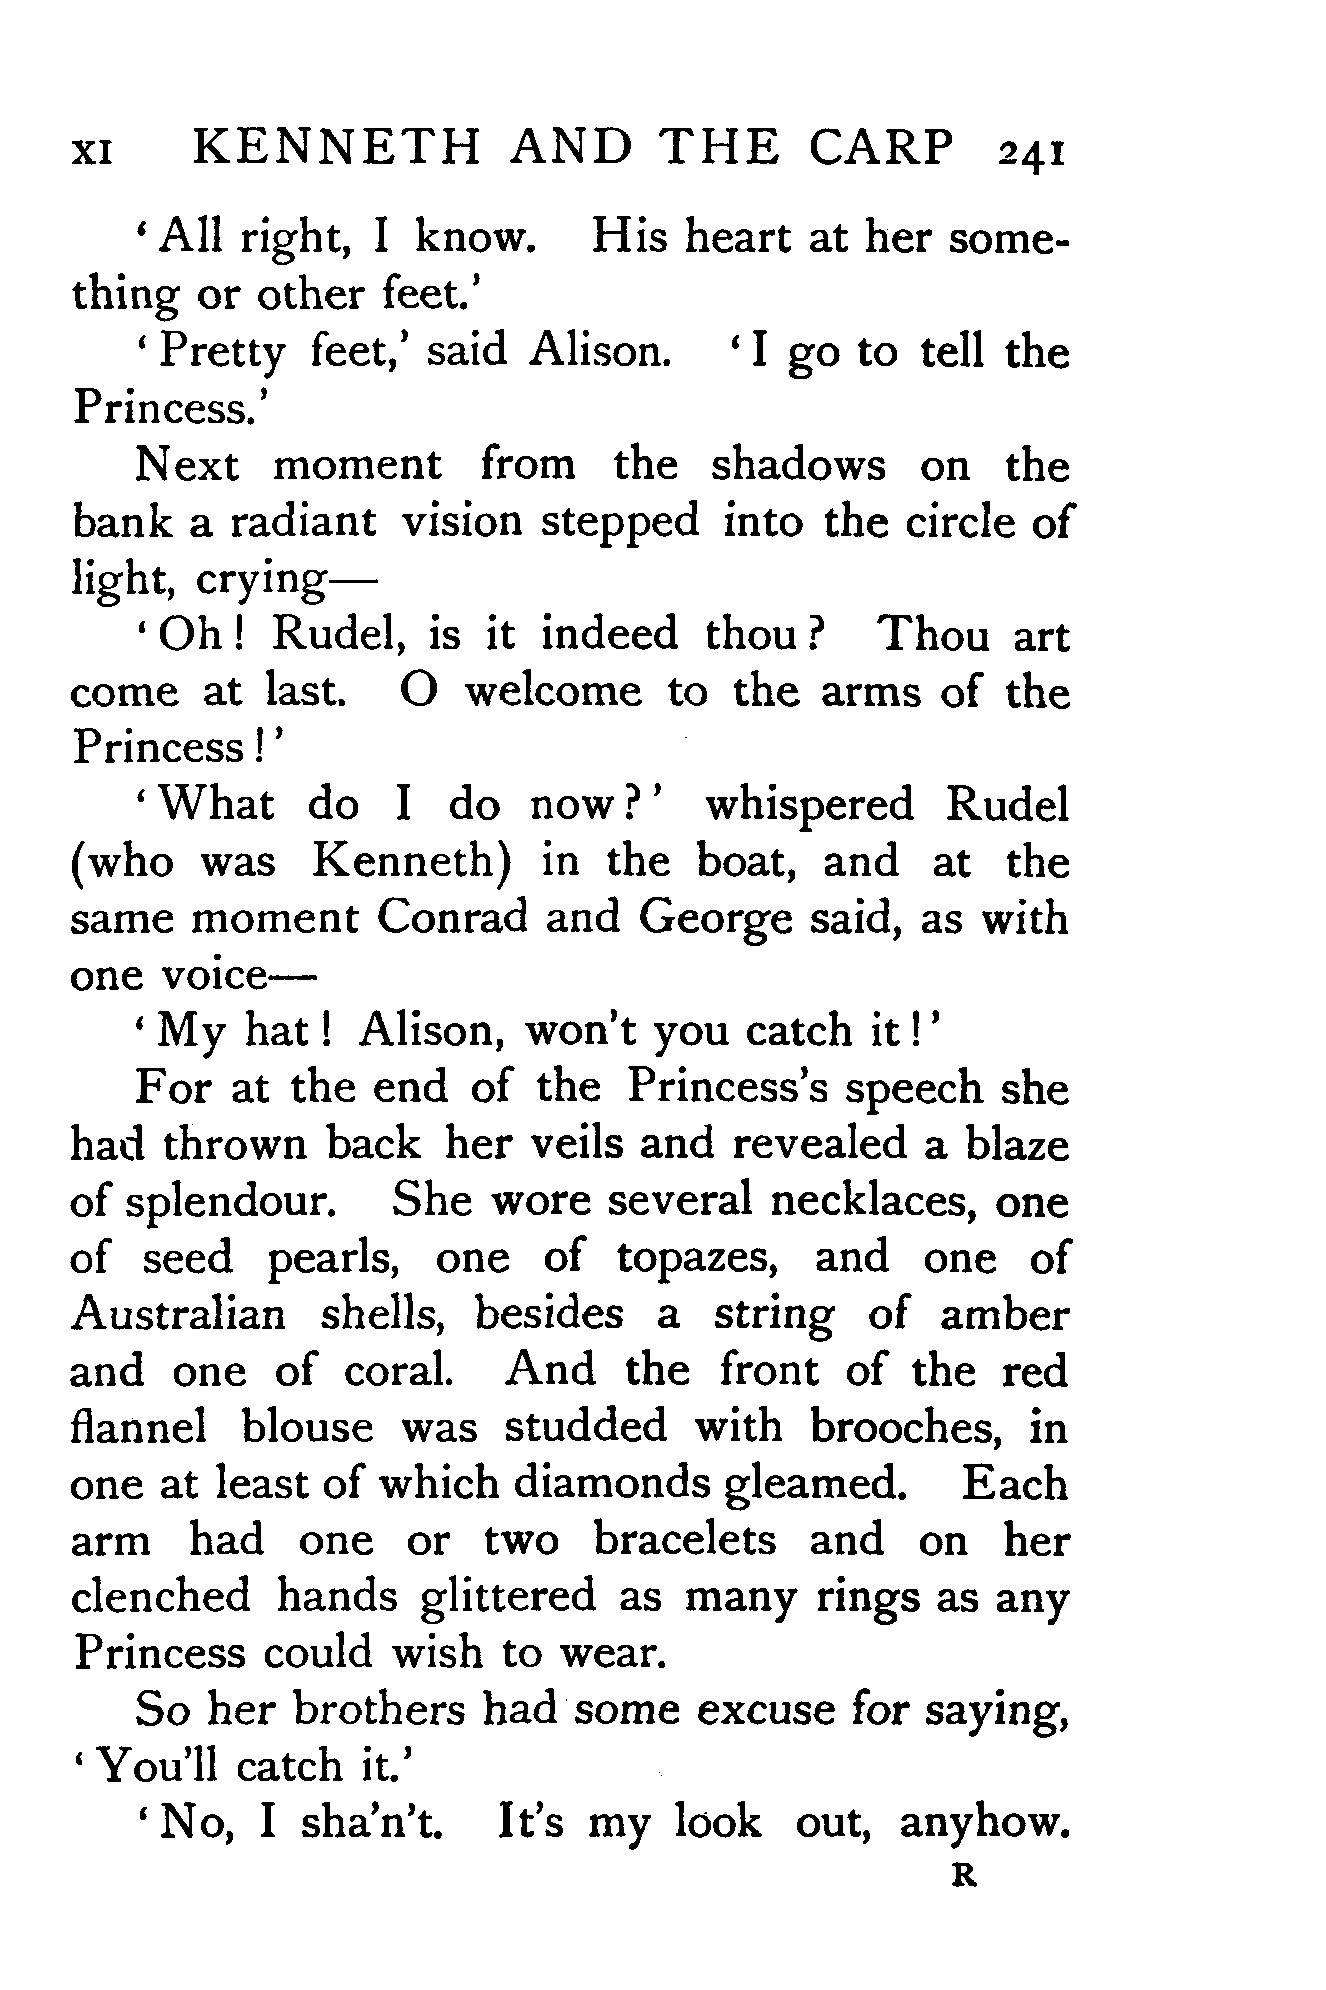 XI KENNETH AND THE CARP 241
‘All right, I know. His heart at her some-
thing or other feet.’
‘Pretty feet,’ said Alison. ‘I go to tell the
Princess.’
Next moment from the shadows on the
bank a radiant vision stepped into the circle of
light, crying—
‘Oh! Rudel, is it indeed thou? Thou art
come at last. O welcome to the arms of the
Princess!’
‘What do I do now?’ whispered Rudel
(who was Kenneth) in the boat, and at the
same moment Conrad and George said, as with
one voice—
‘My hat! Alison, won’t you catch it!’
For at the end of the Princess’s speech she
had thrown back her veils and revealed a blaze
of splendour. She wore several necklaces, one
of seed pearls, one of topazes, and one of
Australian shells, besides a string of amber
and one of coral. And the front of the red
flannel blouse was studded with brooches, in
one at least of which diamonds gleamed. Each
arm had one or two bracelets and on her
clenched hands glittered as many rings as any
Princess could wish to wear.
So her brothers had some excuse for saying,
‘You’ll catch it.’
‘No, I sha’n’t. It’s my look out, anyhow.
R